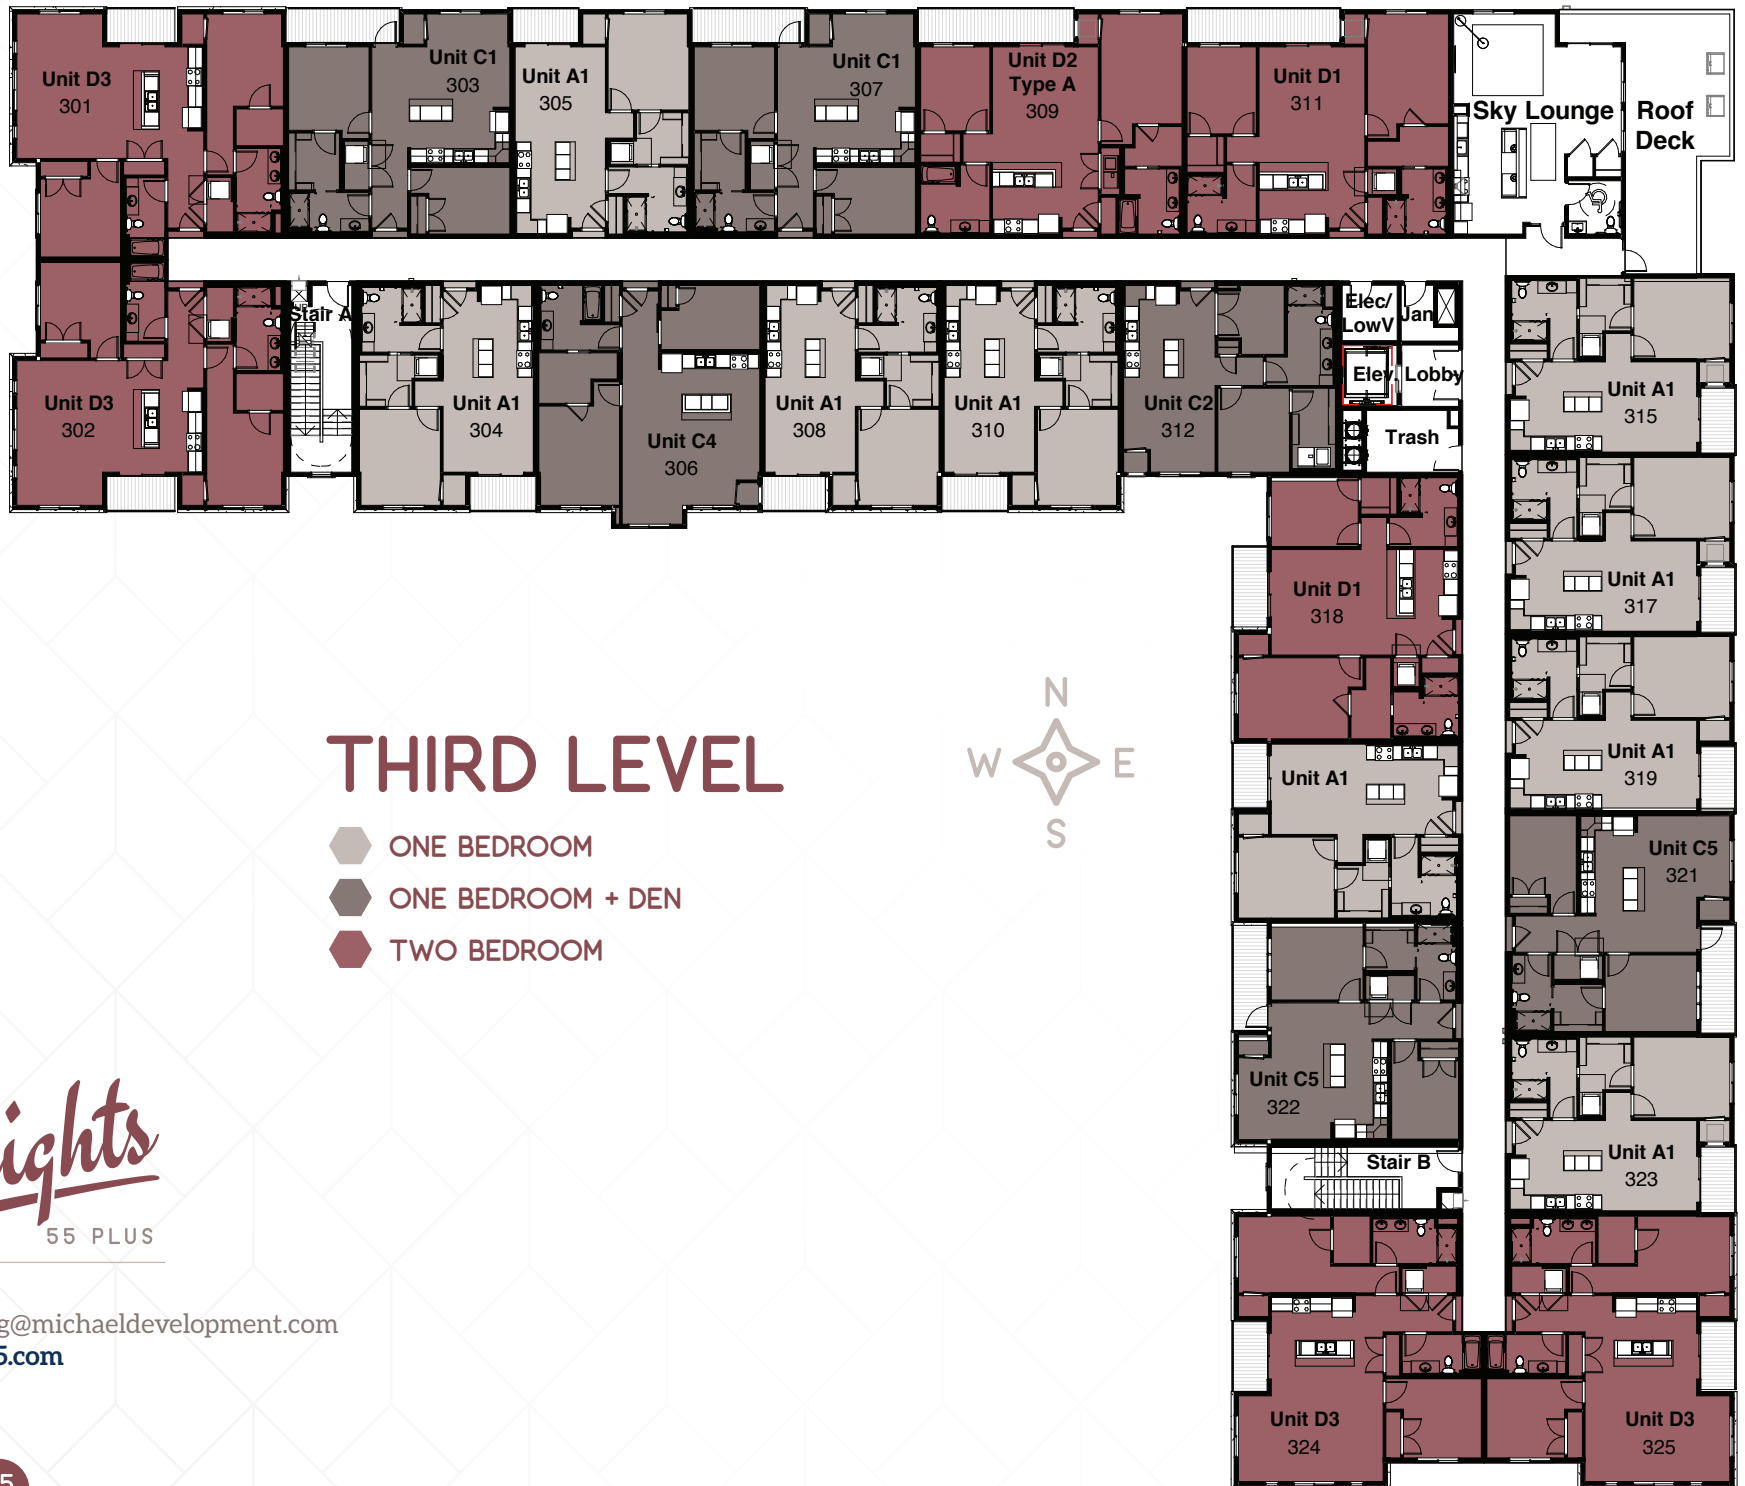 Unit D3
301
Unit C1
303
Unit A1
305
Unit C1
307
Unit D2
Type A
309
Unit D1
311
Sky Lounge
Roof
Deck
Stair A
Elec/
LowV
Jan
Elev.
Lobby
Trash
Unit D3
302
Unit A1
304
Unit C4
306
Unit A1
308
Unit A1
310
Unit C2
312
Unit A1
315
Unit A1
317
Unit D1
318
Unit A1
319
Unit A1
Unit C5
321
Unit C5
322
Unit A1
323
Stair B
Unit D3
324
Unit D3
325
THIRD LEVEL
ONE BEDROOM
ONE BEDROOM + DEN
TWO BEDROOM
N
W E
S
ights
55 PLUS
g@michaeldevelopment.com
5.com
5